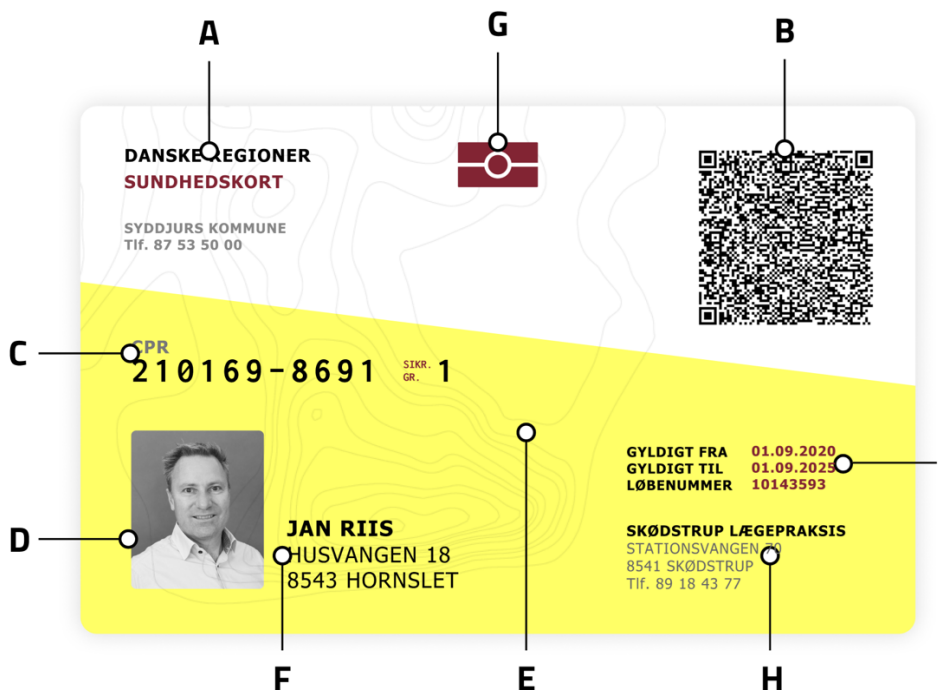 A
G
B
DANSKE REGIONER
SUNDHEDSKORT
SYDDJURS KOMMUNE
Tlf. 87 53 50 00
C
CPR
210169-8691 SIKR. GR. 1
GYLDIGT FRA 01.09.2020
GYLDIGT TIL 01.09.2025
LØBENUMMER 10143593
D
JAN RIIS
HUSVANGEN 18
8543 HORNSLET
SKØDSTRUP LÆGEPRAKSIS
STATIONSVANGEN 70
8541 SKØDSTRUP
Tlf. 89 18 43 77
F
E
H